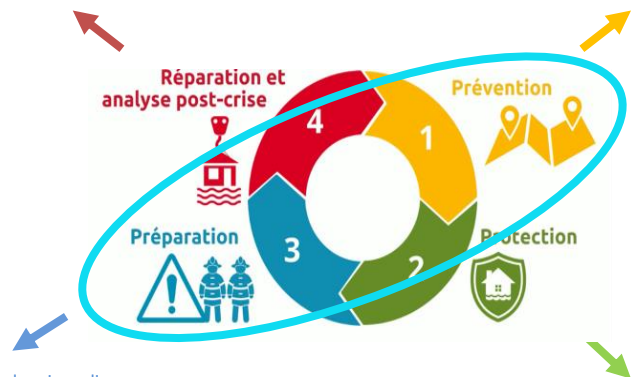 Réparation et
analyse post-crise
Prévention
4
1
Préparation
3
2
Protection